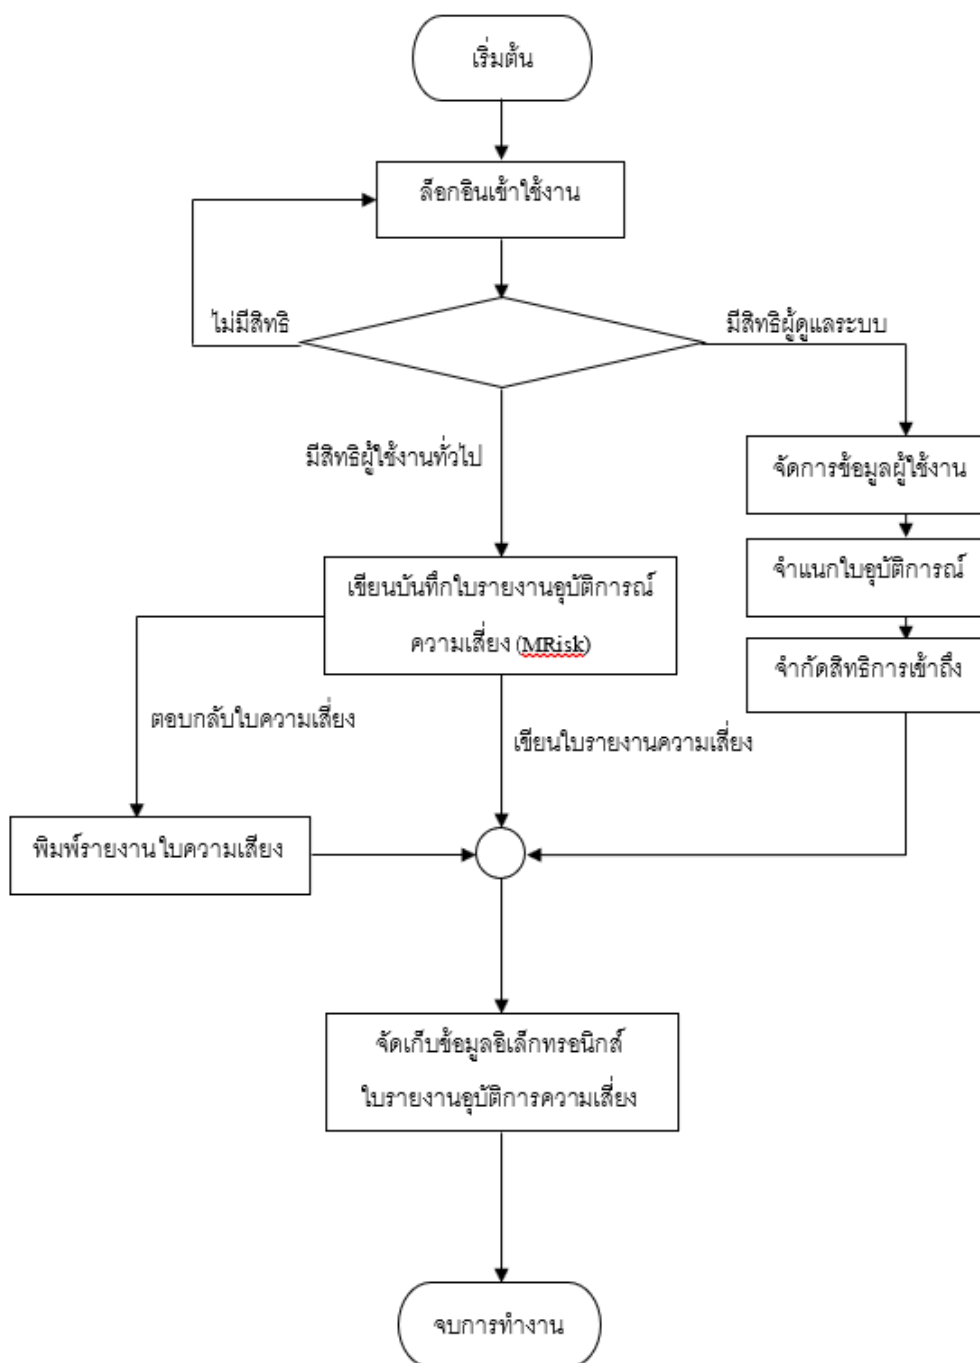 เริ่มต้น
ล็อกอินเข้าใช้งาน
ไม่มีสิทธิ
มีสิทธิผู้ดูแลระบบ
มีสิทธิผู้ใช้งานทั่วไป
จัดการข้อมูลผู้ใช้งาน
จำแนกใบอุบัติการณ์
เขียนบันทึกใบรายงานอุบัติการณ์
ความเสี่ยง (MRisk)
จำกัดสิทธิการเข้าถึง
ตอบกลับใบความเสี่ยง
เขียนใบรายงานความเสี่ยง
พิมพ์รายงานใบความเสี่ยง
จัดเก็บข้อมูลอิเล็กทรอนิกส์
ใบรายงานอุบัติการความเสี่ยง
จบการทำงาน